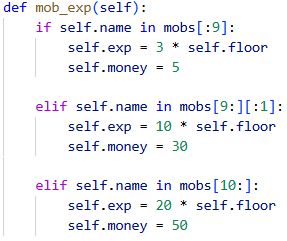 def mob_exp(self):
    if self.name in mobs[:9]:
        self.exp = 3 * self.floor
        self.money = 5

    elif self.name in mobs[9:][:1]:
        self.exp = 10 * self.floor
        self.money = 30

    elif self.name in mobs[10:]:
        self.exp = 20 * self.floor
        self.money = 50